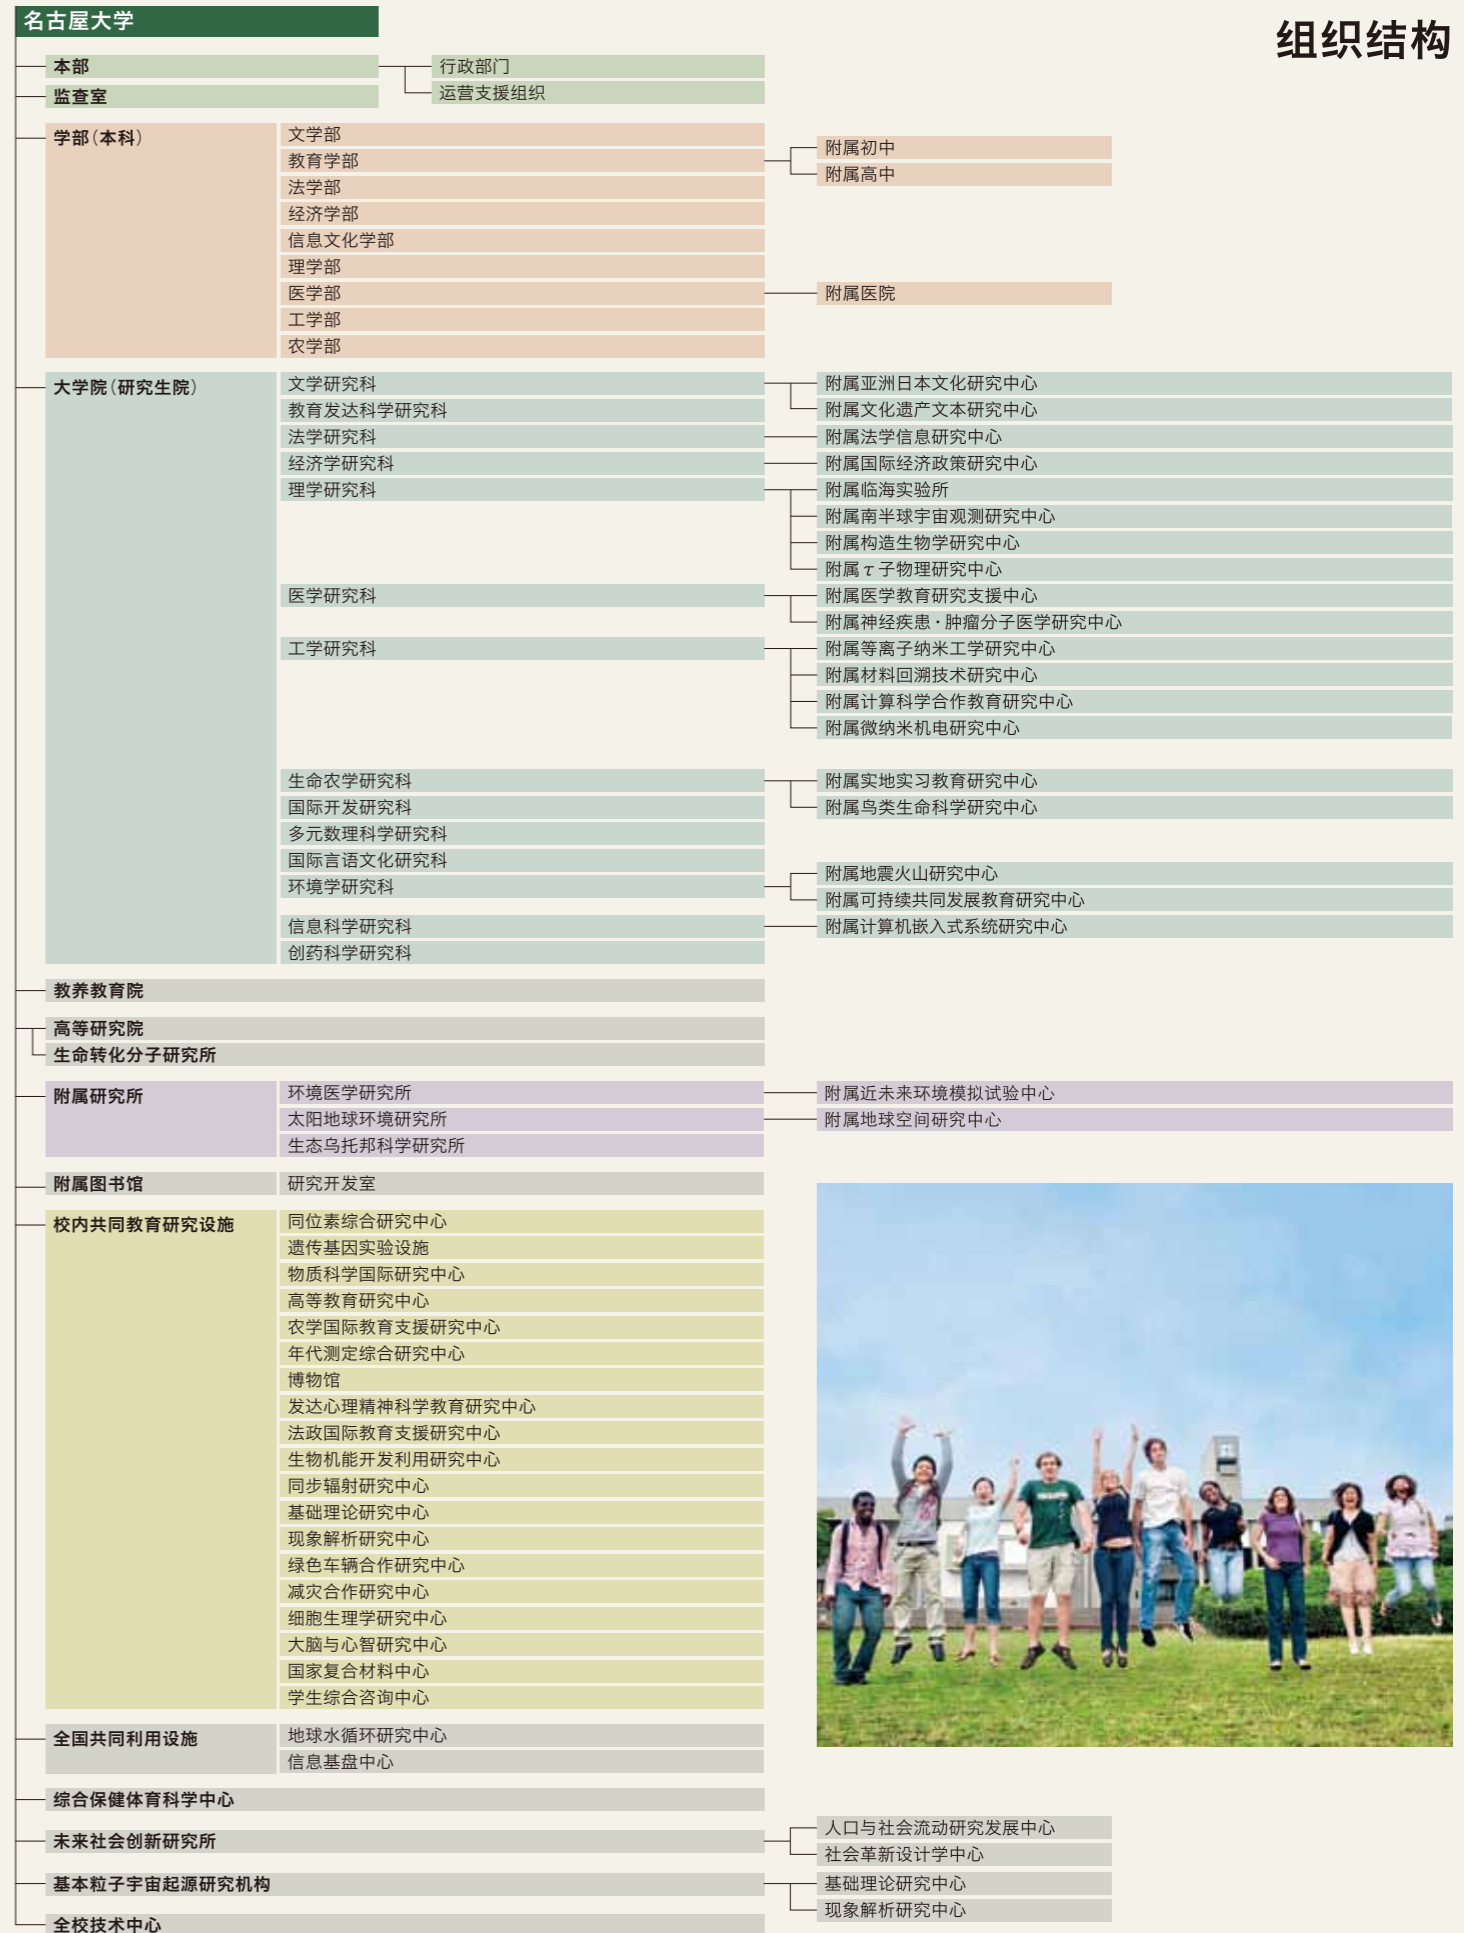 名古屋大学
组织结构
本部
行政部门
运营支援组织
监查室
学部（本科）
文学部
教育学部
附属初中
附属高中
法学部
经济学部
信息文化学部
理学部
医学部
附属医院
工学部
农学部
大学院（研究生院）
文学研究科
附属亚洲日本文化研究中心
附属文化遗产文本研究中心
教育发达科学研究科
法学研究科
附属法学信息研究中心
经济学研究科
附属国际经济政策研究中心
理学研究科
附属临海实验所
附属南半球宇宙观测研究中心
附属构造生物学研究中心
附属τ子物理研究中心
医学研究科
附属医学教育研究支援中心
附属神经疾患·肿瘤分子医学研究中心
工学研究科
附属等离子纳米工学研究中心
附属材料回溯技术研究中心
附属计算科学合作教育研究中心
附属微纳米机电研究中心
生命农学研究科
附属实地实习教育研究中心
附属鸟类生命科学研究中心
国际开发研究科
多元数理科学研究科
国际言语文化研究科
环境学研究科
附属地震火山研究中心
附属可持续共同发展教育研究中心
信息科学研究科
附属计算机嵌入式系统研究中心
创药科学研究科
教养教育院
高等研究院
生命转化分子研究所
附属研究所
环境医学研究所
附属近未来环境模拟试验中心
太阳地球环境研究所
附属地球空间研究中心
生态乌托邦科学研究所
附属图书馆
研究开发室
校内共同教育研究设施
同位素综合研究中心
遗传基因实验设施
物质科学国际研究中心
高等教育研究中心
农学国际教育支援研究中心
年代测定综合研究中心
博物馆
发达心理精神科学教育研究中心
法政国际教育支援研究中心
生物机能开发利用研究中心
同步辐射研究中心
基础理论研究中心
现象解析研究中心
绿色车辆合作研究中心
减灾合作研究中心
细胞生理学研究中心
大脑与心智研究中心
国家复合材料中心
学生综合咨询中心
全国共同利用设施
地球水循环研究中心
信息基盘中心
综合保健体育科学中心
未来社会创新研究所
人口与社会流动研究发展中心
社会革新设计学中心
基本粒子宇宙起源研究机构
基础理论研究中心
现象解析研究中心
全校技术中心